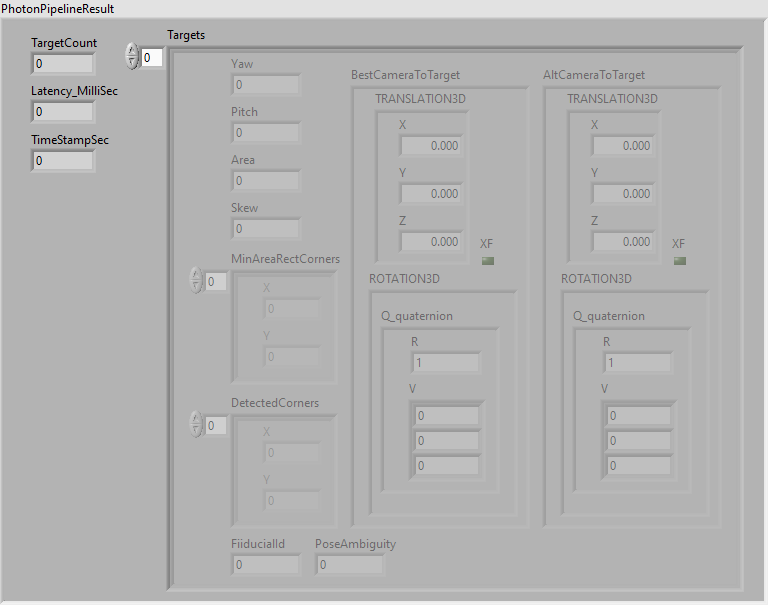 PhotonPipelineResult
TargetCount
0
Latency_MilliSec
0
TimeStampSec
0
0
Targets
Yaw
0
Pitch
0
Area
0
Skew
0
MinAreaRectCorners
0
X
0
Y
0
DetectedCorners
0
X
0
Y
0
FiiducialId
0
PoseAmbiguity
0
BestCameraToTarget
TRANSLATION3D
X
0.000
Y
0.000
Z
0.000
XF
ROTATION3D
Q_quaternion
R
1
V
0
0
0
AltCameraToTarget
TRANSLATION3D
X
0.000
Y
0.000
Z
0.000
XF
ROTATION3D
Q_quaternion
R
1
V
0
0
0